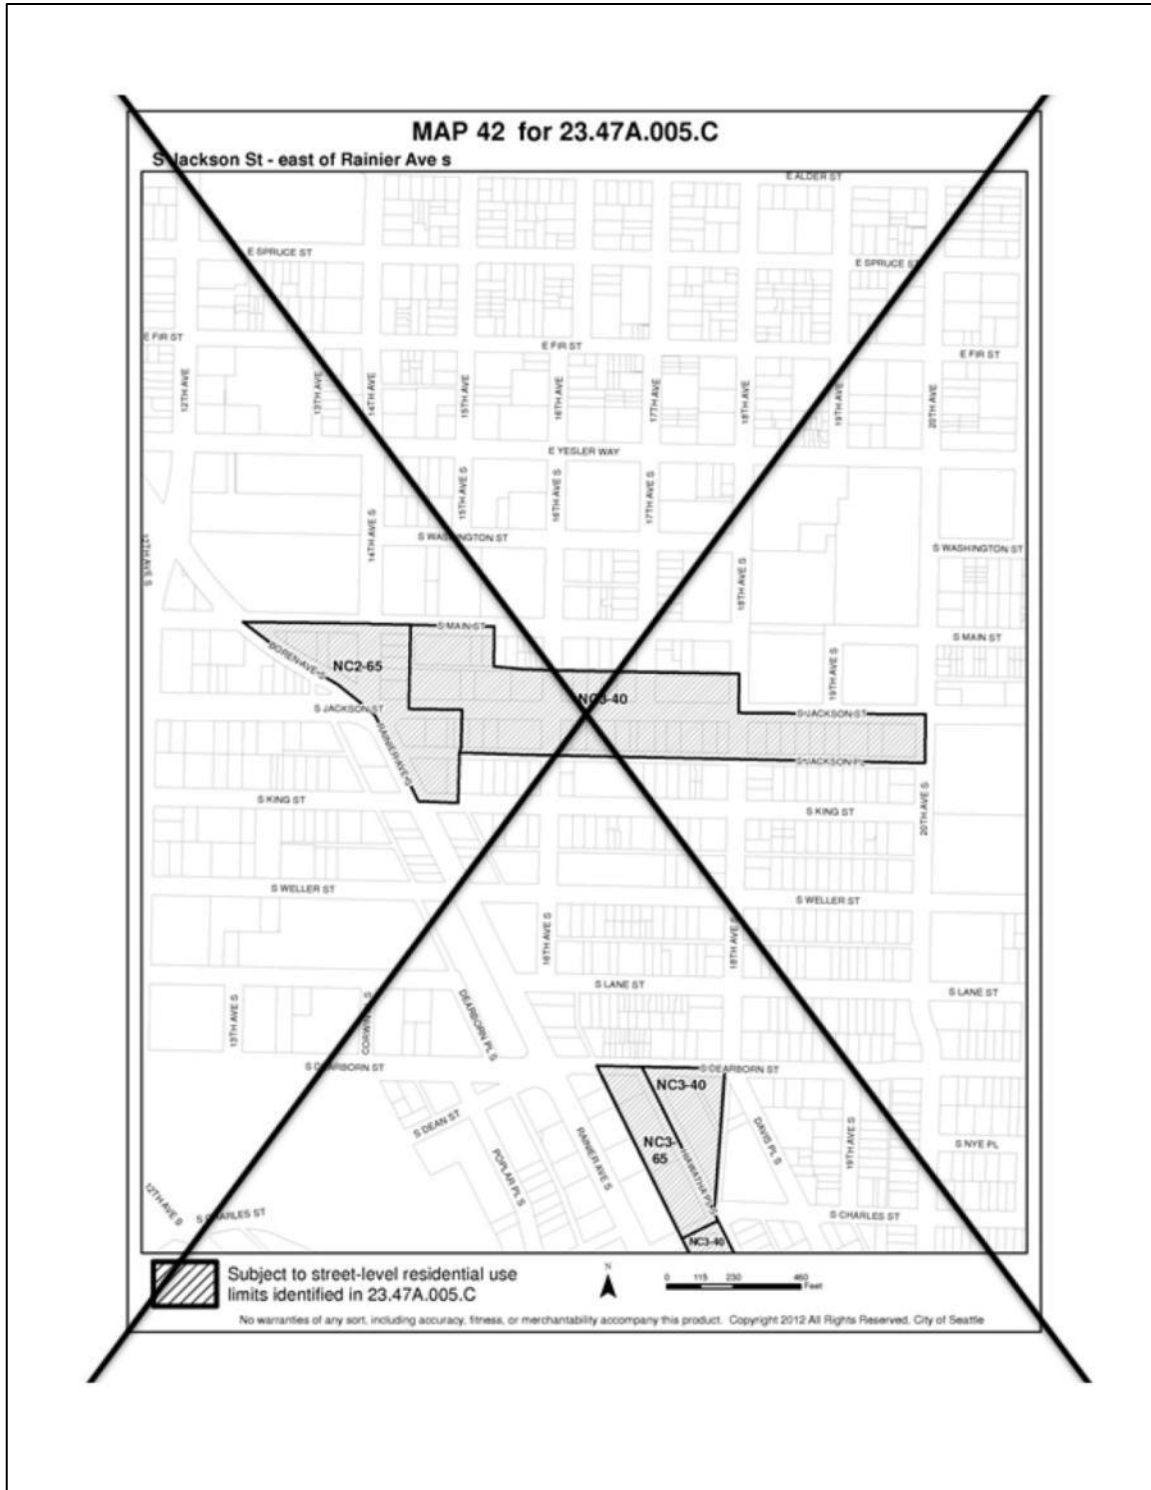 MAP 42 for 23.47A.005.C
S Jackson St - east of Rainier Ave s
E ALDER ST
E SPRUCE ST
E SPRUCE ST
E FIR ST
E FIR ST
E FIR ST
12TH AVE
13TH AVE
14TH AVE
15TH AVE
16TH AVE
17TH AVE
18TH AVE
19TH AVE
20TH AVE
E YESLER WAY
14TH AVE S
15TH AVE S
16TH AVE S
17TH AVE S
S WASHINGTON ST
S WASHINGTON ST
12TH AVE S
18TH AVE S
S MAIN ST
S MAIN ST
BOREN AVE S
NC2-65
19TH AVE S
NC3-40
S JACKSON ST
S JACKSON ST
RAINIER AVE S
S JACKSON PL
S KING ST
S KING ST
20TH AVE S
S WELLER ST
S WELLER ST
16TH AVE S
18TH AVE S
S LANE ST
S LANE ST
13TH AVE S
CORWIN PL S
DEARBORN PL S
S DEARBORN ST
S DEARBORN ST
NC3-40
S DEAN ST
NC3-
65
HIAWATHA PL S
DAVIS PL S
19TH AVE S
S NYE PL
POPLAR PL S
RAINIER AVE S
12TH AVE S
S CHARLES ST
S CHARLES ST
NC3-40
Subject to street-level residential use
limits identified in 23.47A.005.C
N
0 115 230 460
Feet
No warranties of any sort, including accuracy, fitness, or merchantability accompany this product. Copyright 2012 All Rights Reserved, City of Seattle